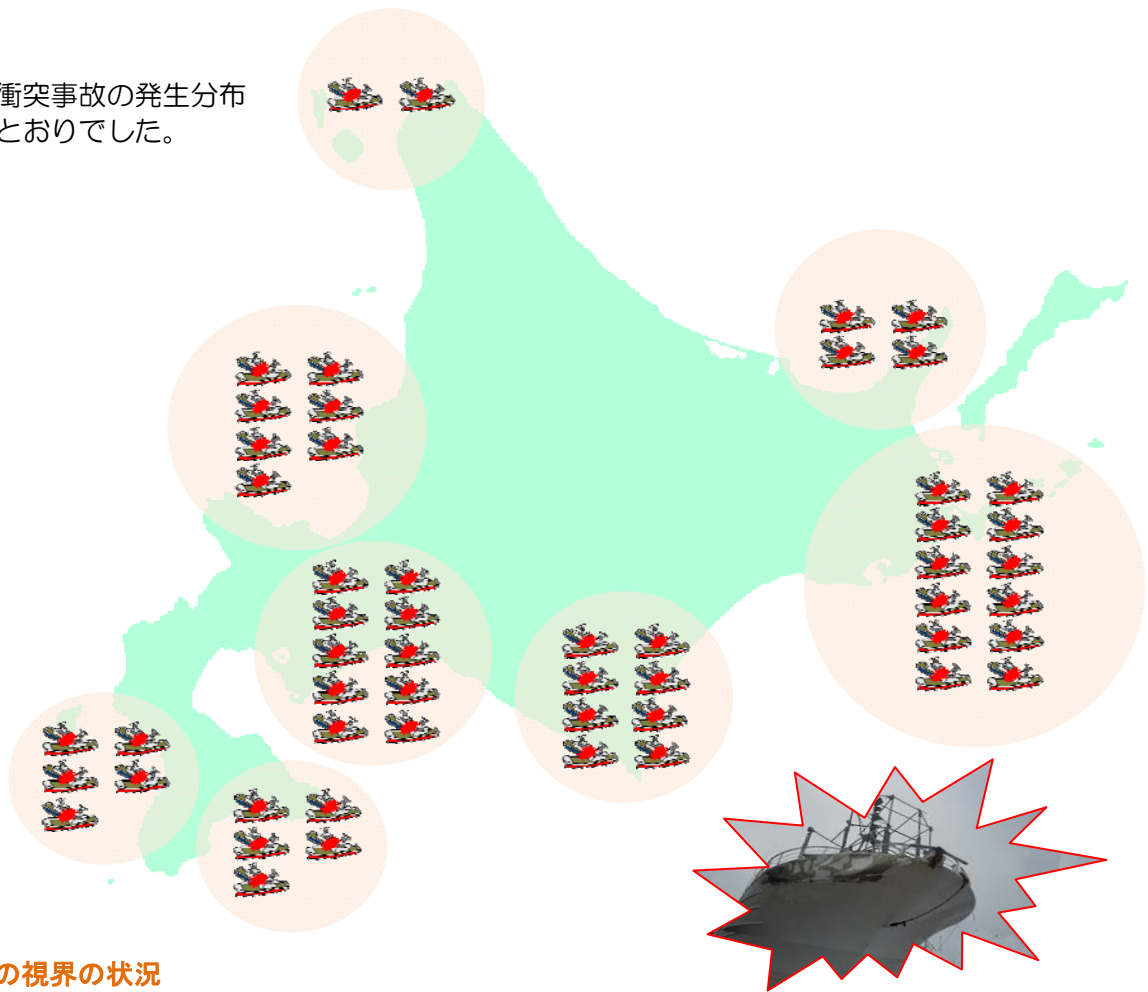 衝突事故の発生分布
とおりでした。
の視界の状況